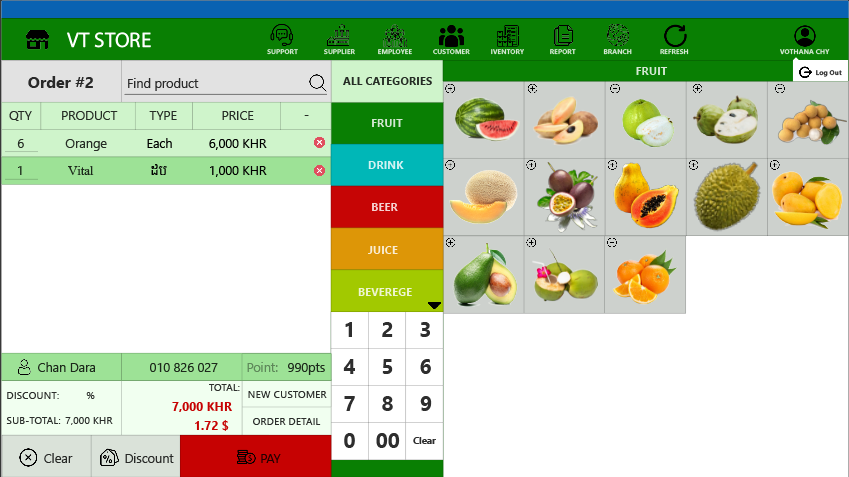 VT STORE
SUPPORT
SUPPLIER
EMPLOYEE
CUSTOMER
IVENTORY
REPORT
BRANCH
REFRESH
VOTHANA CHY
Log Out
Order #2
Find product
QTY PRODUCT TYPE PRICE -
6 Orange Each 6,000 KHR
1 Vital ដប 1,000 KHR
Chan Dara 010 826 027 Point: 990pts
DISCOUNT: %
SUB-TOTAL: 7,000 KHR
TOTAL:
7,000 KHR
1.72 $
NEW CUSTOMER
ORDER DETAIL
Clear
Discount
PAY
ALL CATEGORIES
FRUIT
DRINK
BEER
JUICE
BEVEREGE
1 2 3
4 5 6
7 8 9
0 00 Clear
FRUIT